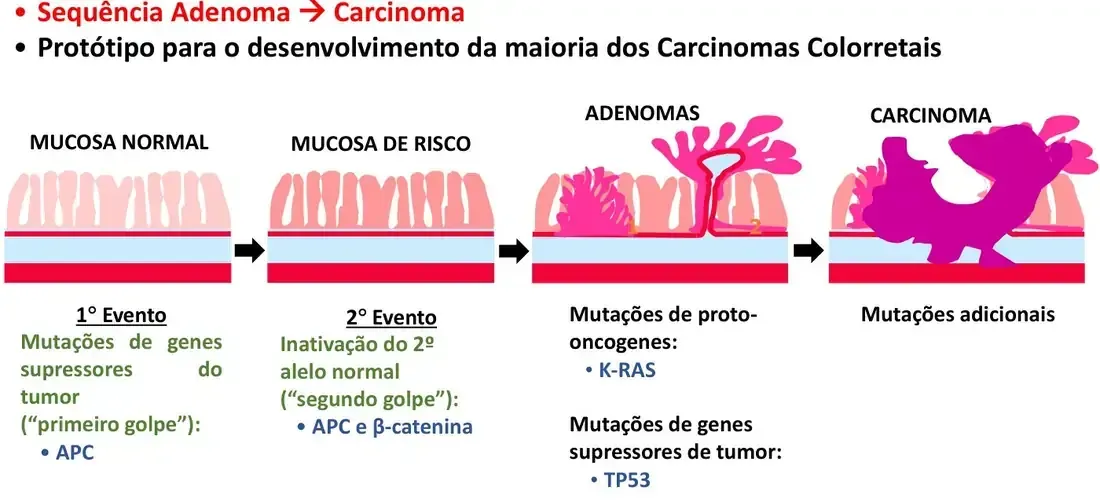 • Sequência Adenoma → Carcinoma
• Protótipo para o desenvolvimento da maioria dos Carcinomas Colorretais
MUCOSA NORMAL
MUCOSA DE RISCO
ADENOMAS
CARCINOMA
1
2
1° Evento
Mutações de genes
supressores do
tumor
(“primeiro golpe”):
• APC
2° Evento
Inativação do 2º
alelo normal
(“segundo golpe”):
• APC e β-catenina
Mutações de proto-
oncogenes:
• K-RAS
Mutações de genes
supressores de tumor:
• TP53
Mutações adicionais